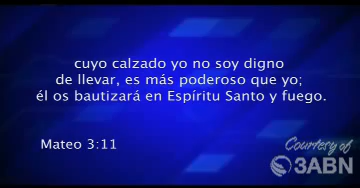 cuyo calzado yo no soy digno
de llevar, es más poderoso que yo;
él os bautizará en Espíritu Santo y fuego.
Mateo 3:11
Courtesy of
3ABN